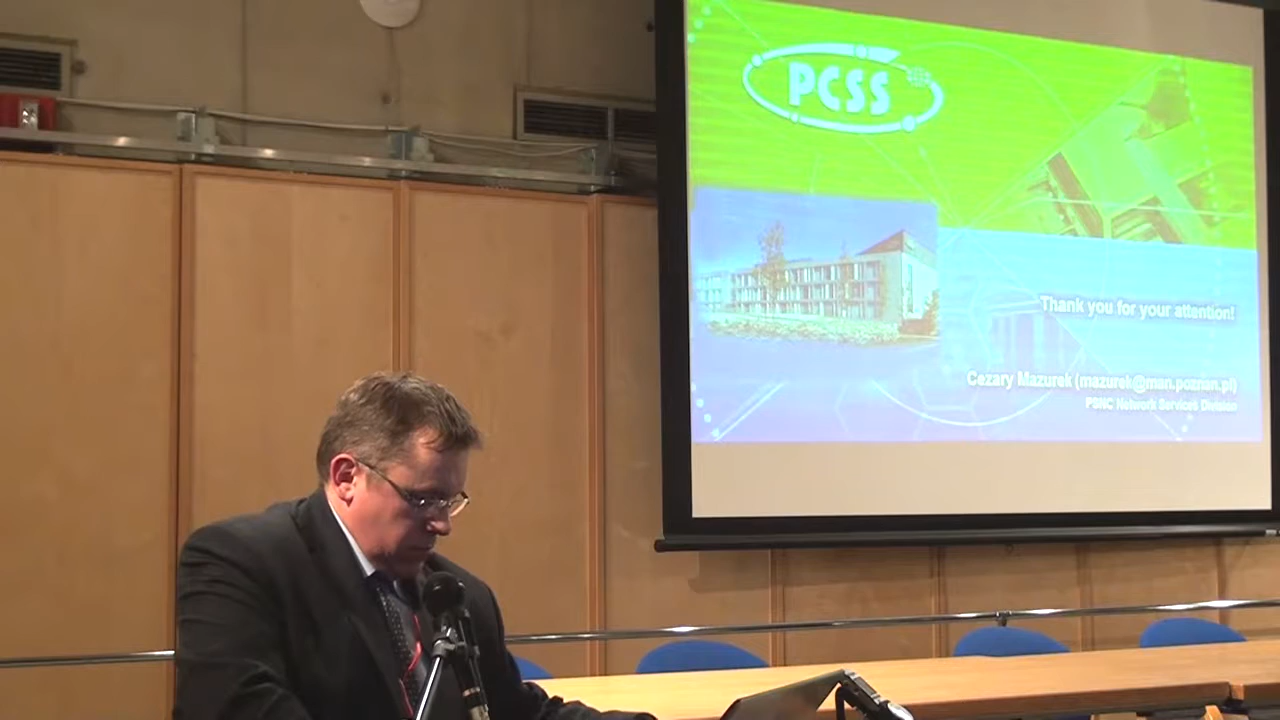 PCSS
Thank you for your attention!
Cezary Mazurek (mazurek@man.poznan.pl)
PSNC Network Services Division